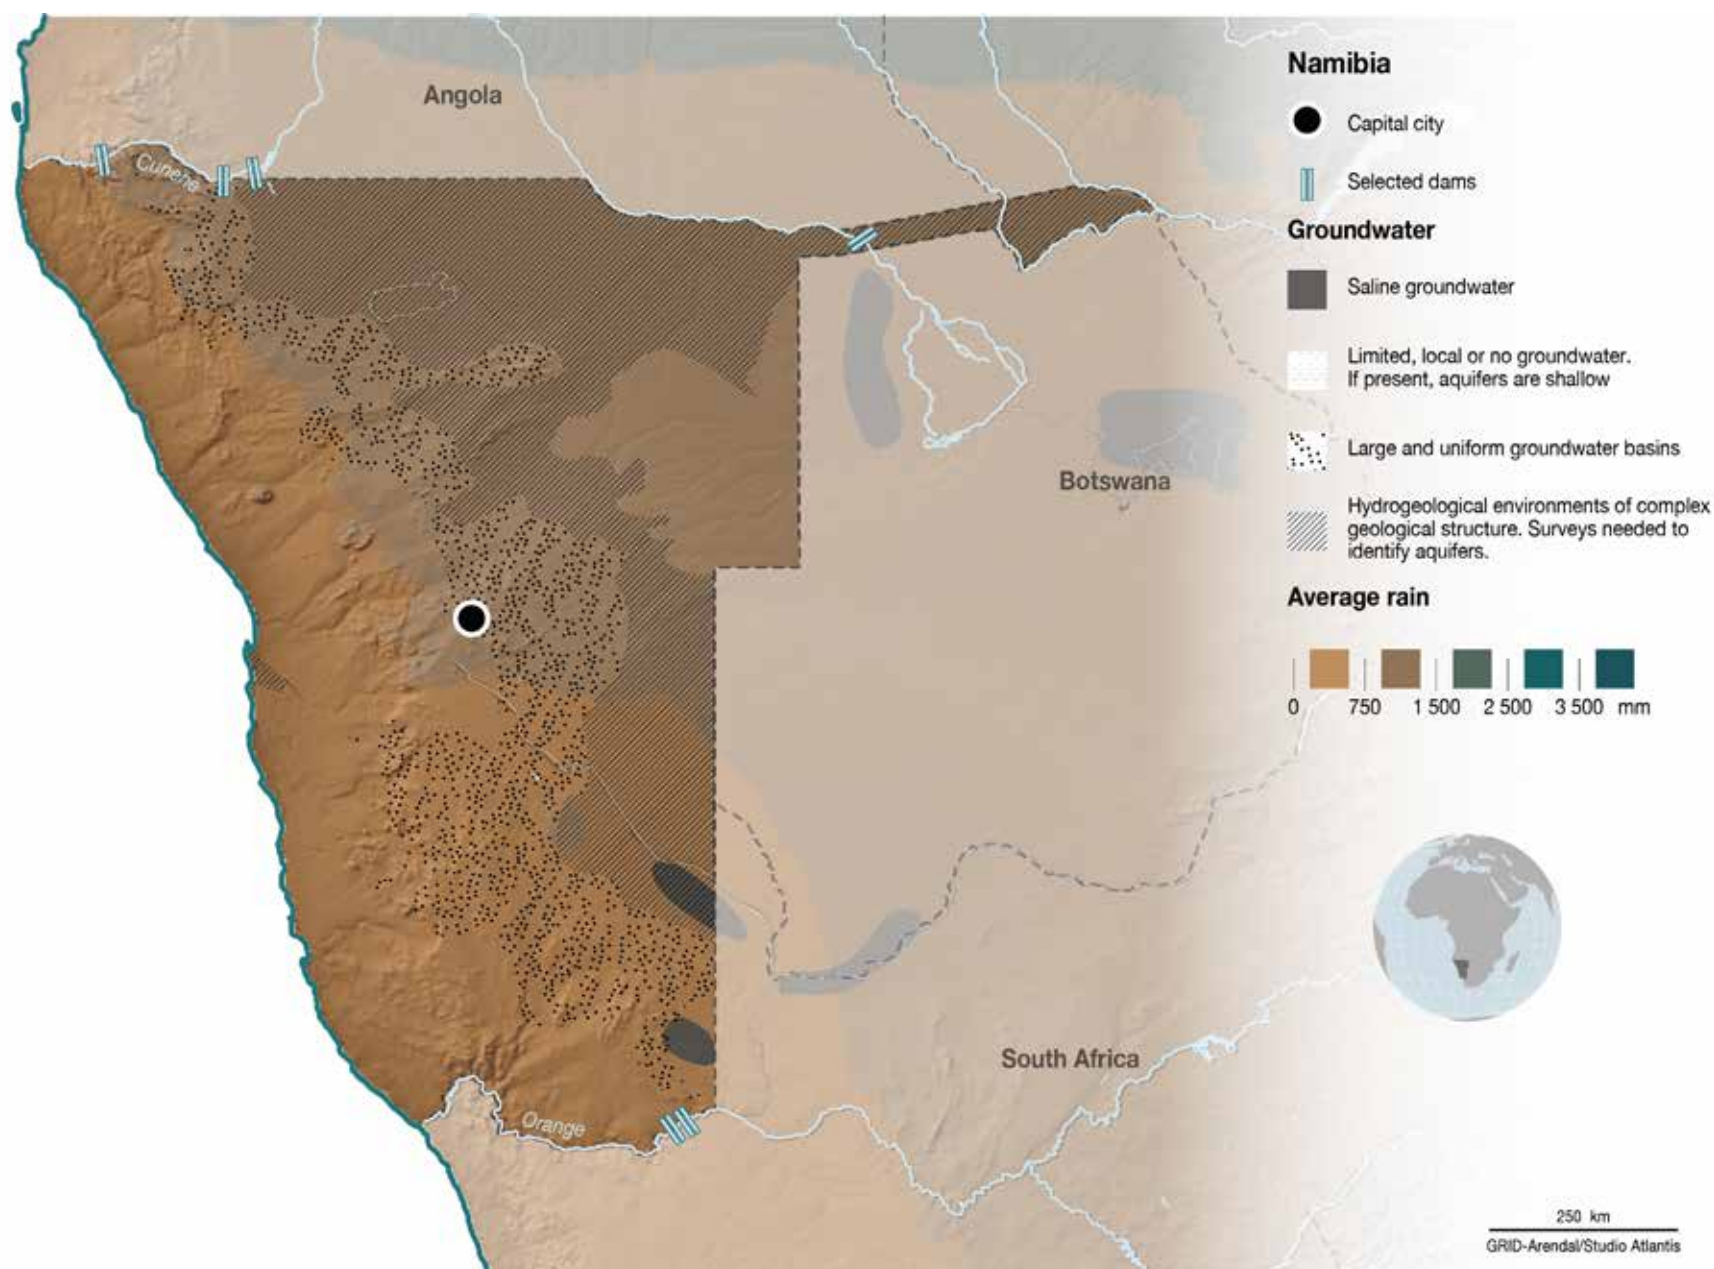 Angola
Cunene
Botswana
South Africa
Orange
Namibia
Capital city
Selected dams
Groundwater
Saline groundwater
Limited, local or no groundwater.
If present, aquifers are shallow
Large and uniform groundwater basins
Hydrogeological environments of complex
geological structure. Surveys needed to
identify aquifers.
Average rain
0 750 1 500 2 500 3 500 mm
250 km
GRID-Arendal/Studio Atlantis